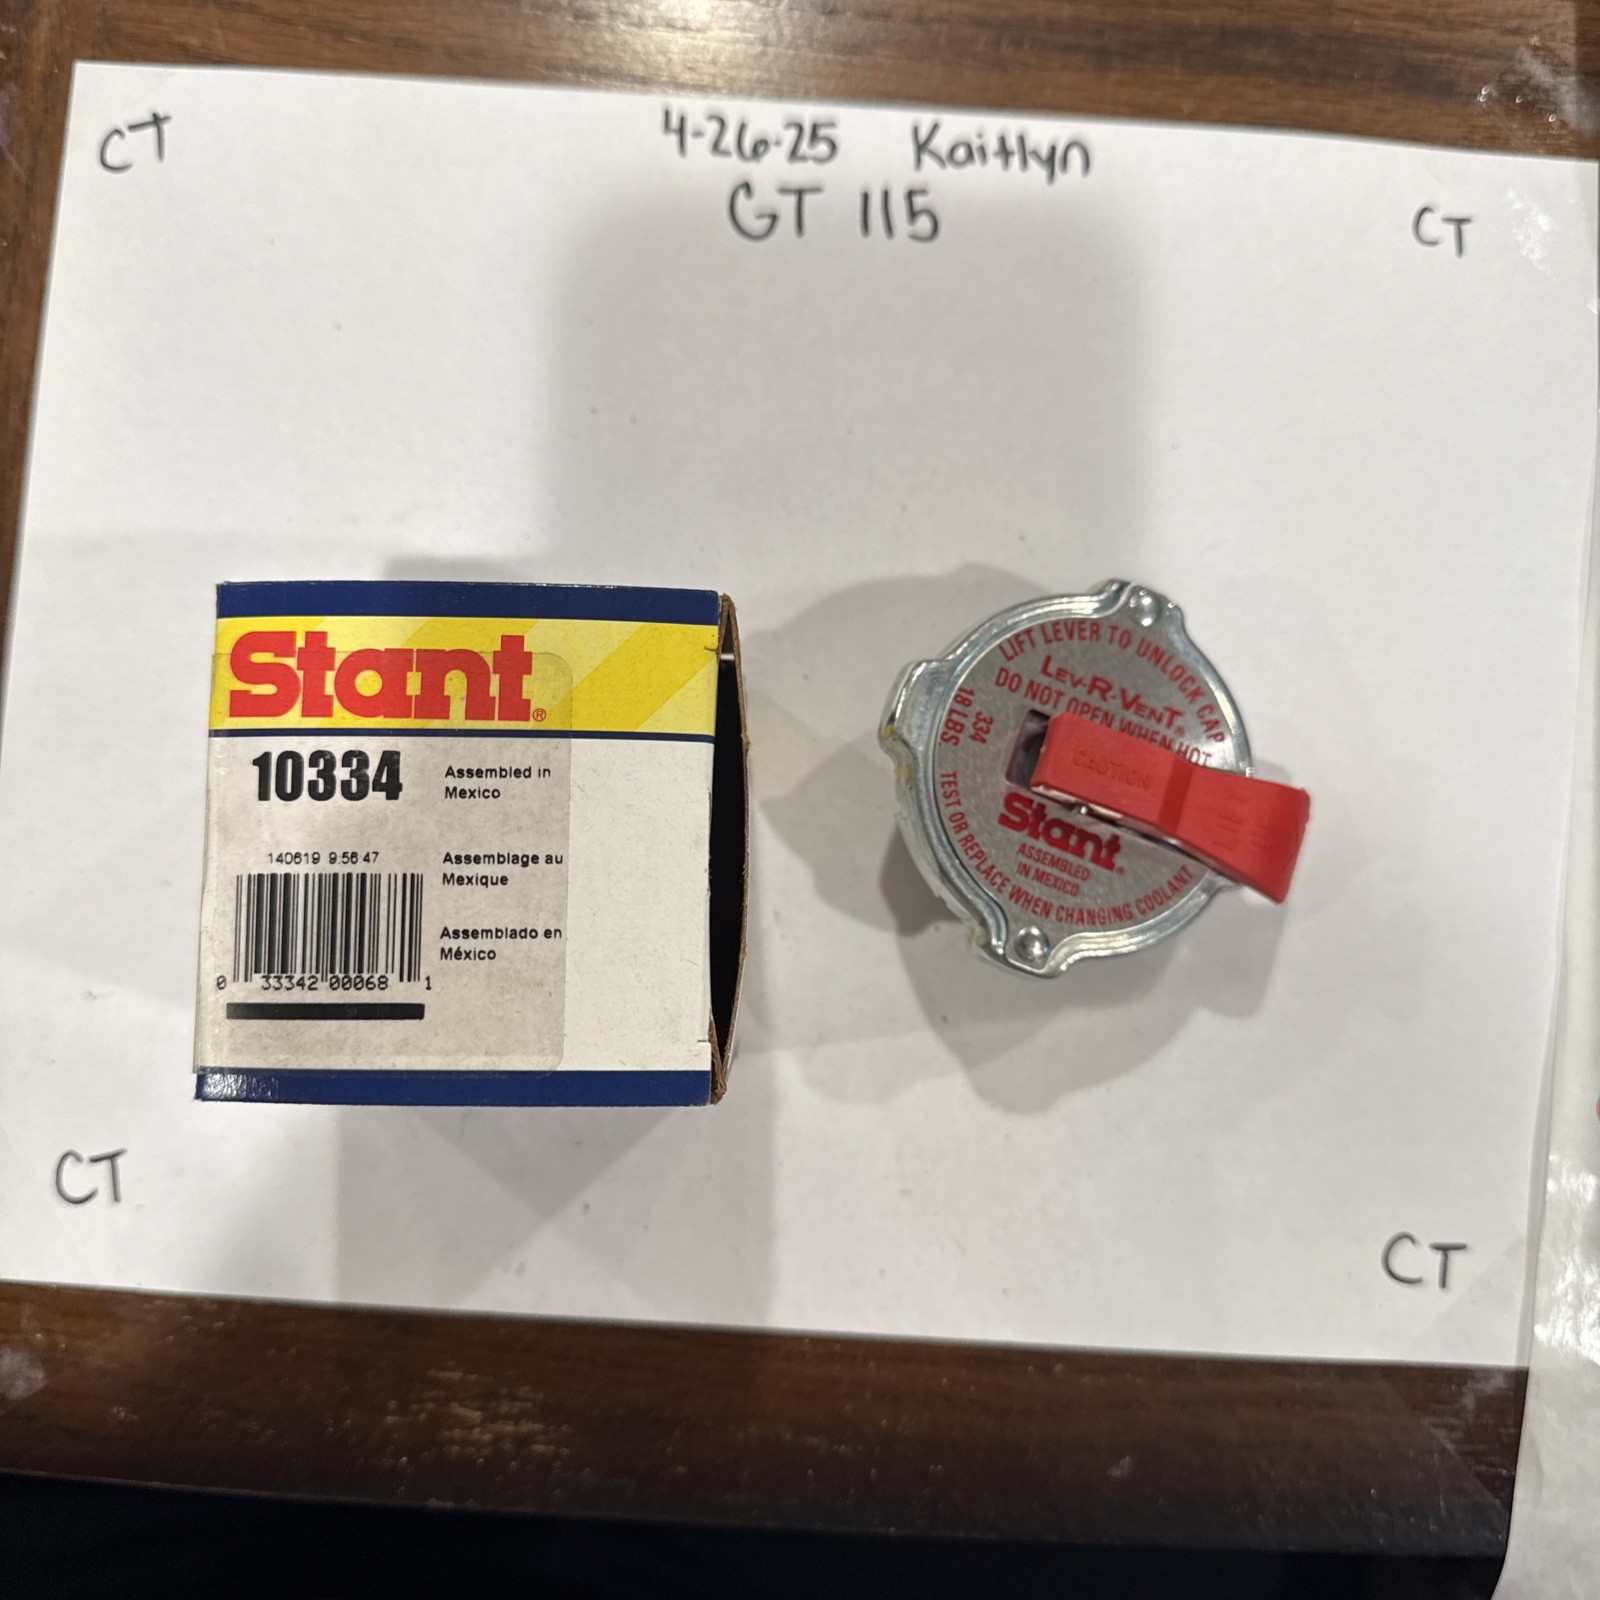 CT
4-26-25 Kaitlyn
GT 115
CT
Stant®
10334
Assembled in
Mexico
140619 9:56:47
Assemblage au
Mexique
Assemblado en
México
0 33342 00068 1
LIFT LEVER TO UNLOCK CAP
LEV-R-VENT®
DO NOT OPEN WHEN HOT
334
18 LBS.
CAUTION
Stant®
ASSEMBLED
IN MEXICO
TEST OR REPLACE WHEN CHANGING COOLANT
CT
CT